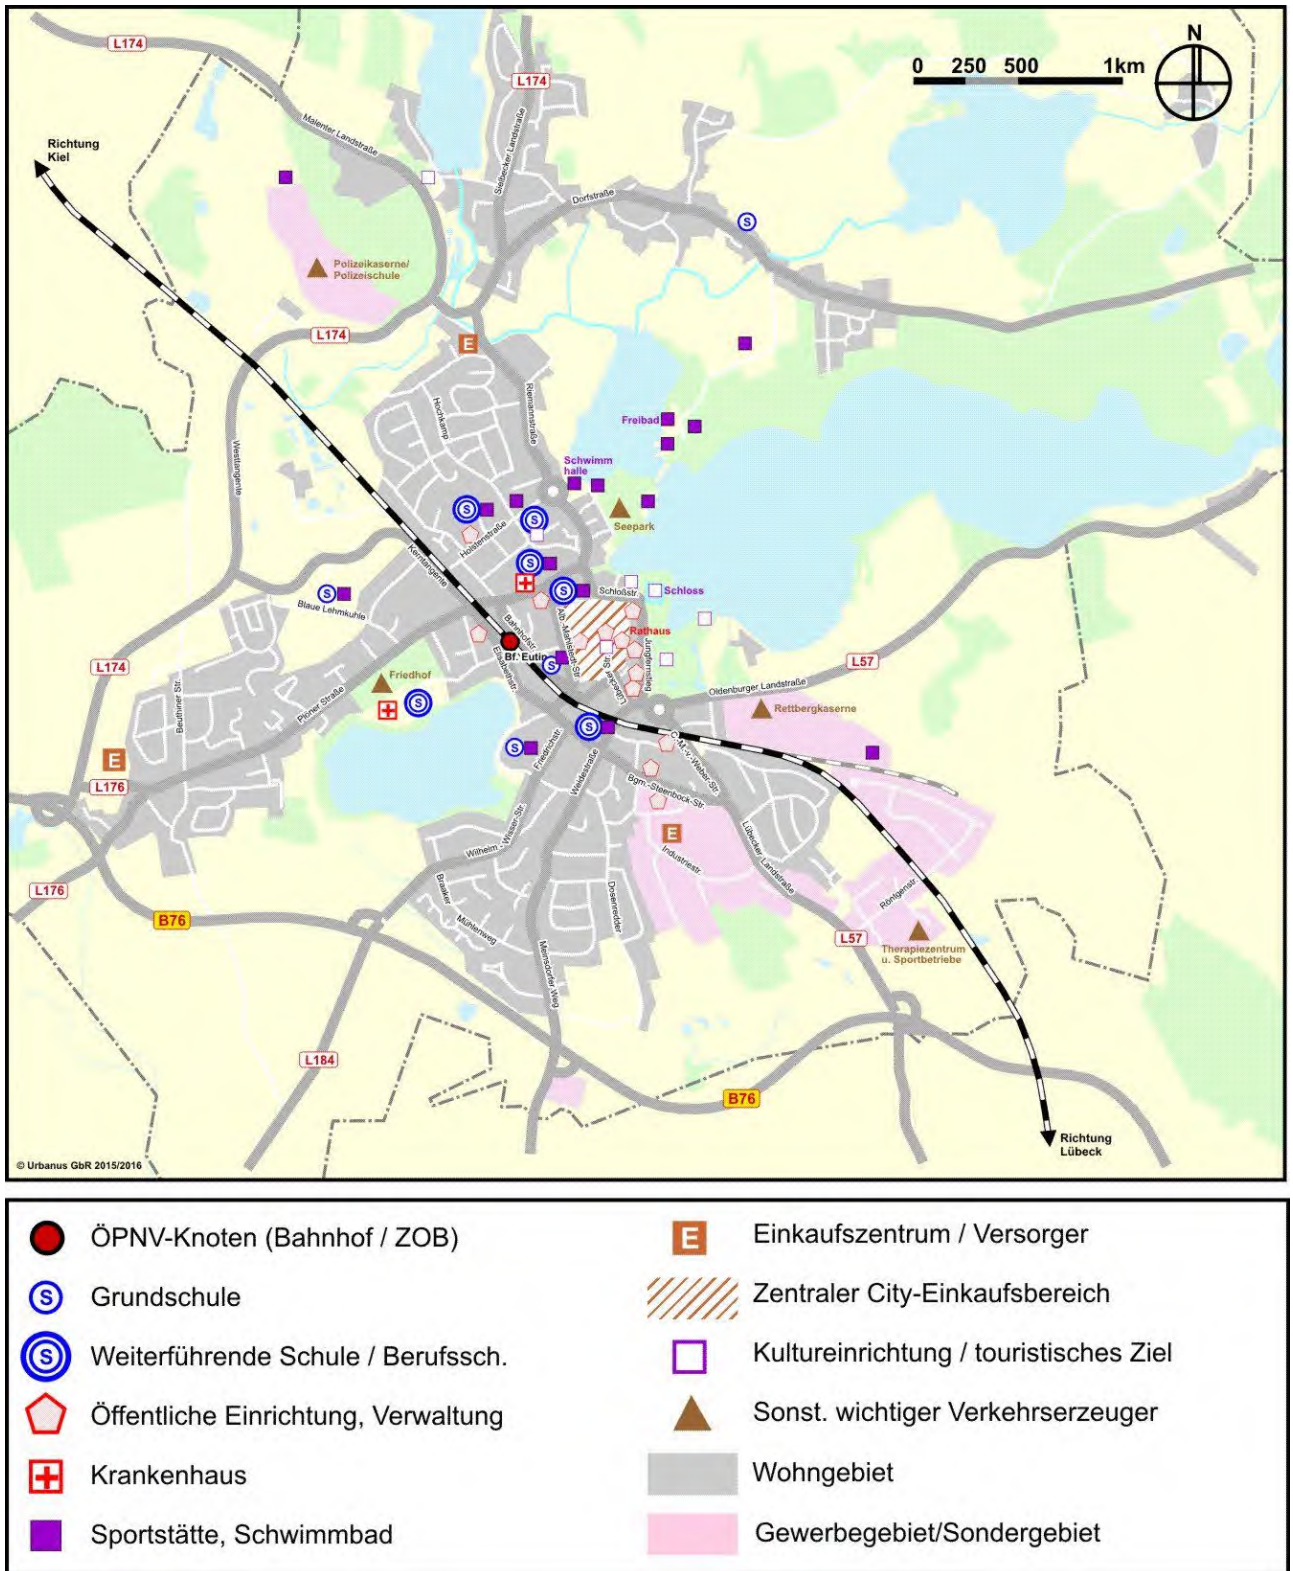 L174
L174
N
0 250 500 1km
Richtung
Kiel
Malenter Landstraße
Sielbecker Landstraße
Dorfstraße
S
Polizeikaserne/
Polizeischule
L174
E
Riemannstraße
Hochkamp
Westtangente
Freibad
Schwimm
halle
S
S
Seepark
Holstenstraße
Kerntangente
S
S
S
Blaue Lehmkuhle
Schloßstr.
Schloss
Bahnhofstr.
Alb.-Mahlstedt-Str.
Rathaus
Jungfernstieg
Bf. Eutin
S
Elisabethstr.
Lübecker Str.
L174
L57
Friedhof
S
Beuthiner Str.
Plöner Straße
Oldenburger Landstraße
Rettbergkaserne
S
S
Friedrichstr.
Weidestraße
C.-M.-v.-Weber-Str.
E
L176
Bgm.-Steenbock-Str.
E
Lübecker Landstraße
Industriestr.
Wilhelm - Wisser-Str.
L176
Braaker
Mühlenweg
Dosenredder
Röntgenstr.
B76
L57
Therapiezentrum
u. Sportbetriebe
Meinsdorfer Weg
L184
B76
Richtung
Lübeck
© Urbanus GbR 2015/2016
ÖPNV-Knoten (Bahnhof / ZOB)
E Einkaufszentrum / Versorger
S Grundschule
Zentraler City-Einkaufsbereich
S Weiterführende Schule / Berufssch.
Kultureinrichtung / touristisches Ziel
Öffentliche Einrichtung, Verwaltung
Sonst. wichtiger Verkehrserzeuger
Krankenhaus
Wohngebiet
Sportstätte, Schwimmbad
Gewerbegebiet/Sondergebiet